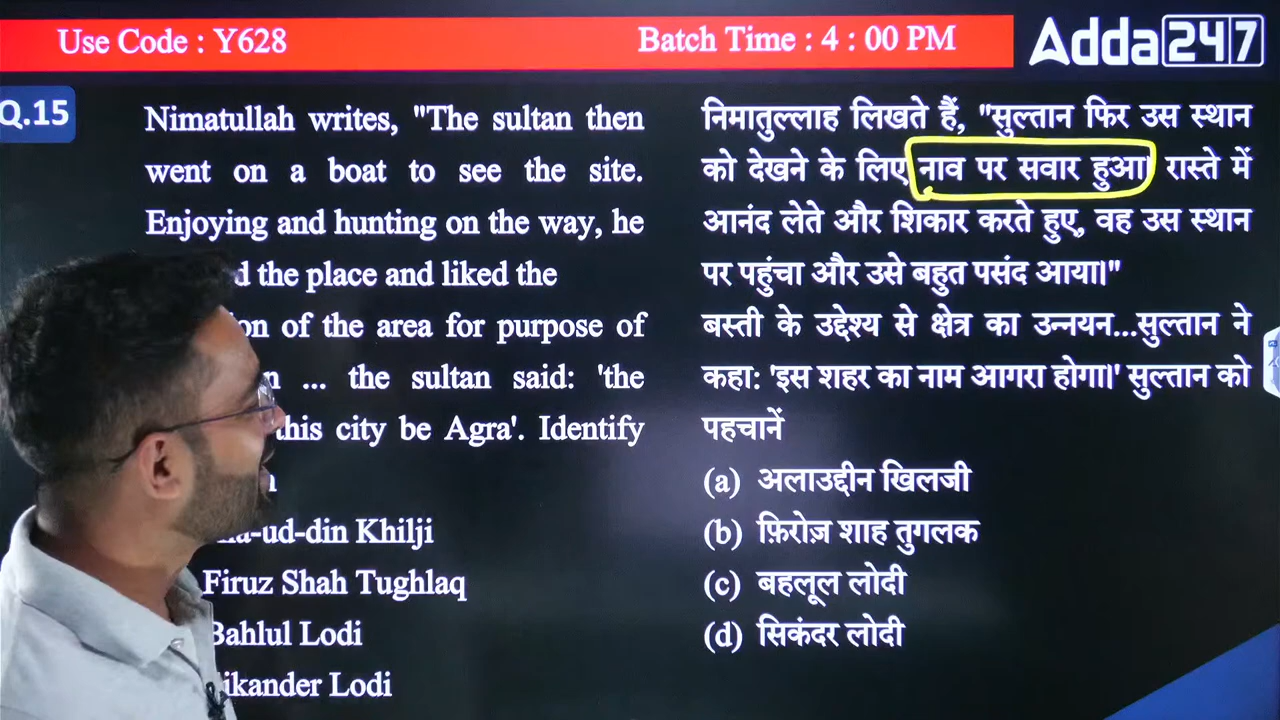 Use Code : Y628
Batch Time : 4 : 00 PM
Adda247
Q.15
Nimatullah writes, "The sultan then
went on a boat to see the site.
Enjoying and hunting on the way, he
the place and liked the
of the area for purpose of
... the sultan said: 'the
this city be Agra'. Identify
Khilji
Firuz Shah Tughlaq
Bahlul Lodi
Lodi
निमातुल्लाह लिखते हैं, "सुल्तान फिर उस स्थान
को देखने के लिए नाव पर सवार हुआ। रास्ते में
आनंद लेते और शिकार करते हुए, वह उस स्थान
पर पहुंचा और उसे बहुत पसंद आया।"
बस्ती के उद्देश्य से क्षेत्र का उन्नयन...सुल्तान ने
कहा: 'इस शहर का नाम आगरा होगा।' सुल्तान को
पहचानें
(a) अलाउद्दीन खिलजी
(b) फ़िरोज़ शाह तुगलक
(c) बहलूल लोदी
(d) सिकंदर लोदी